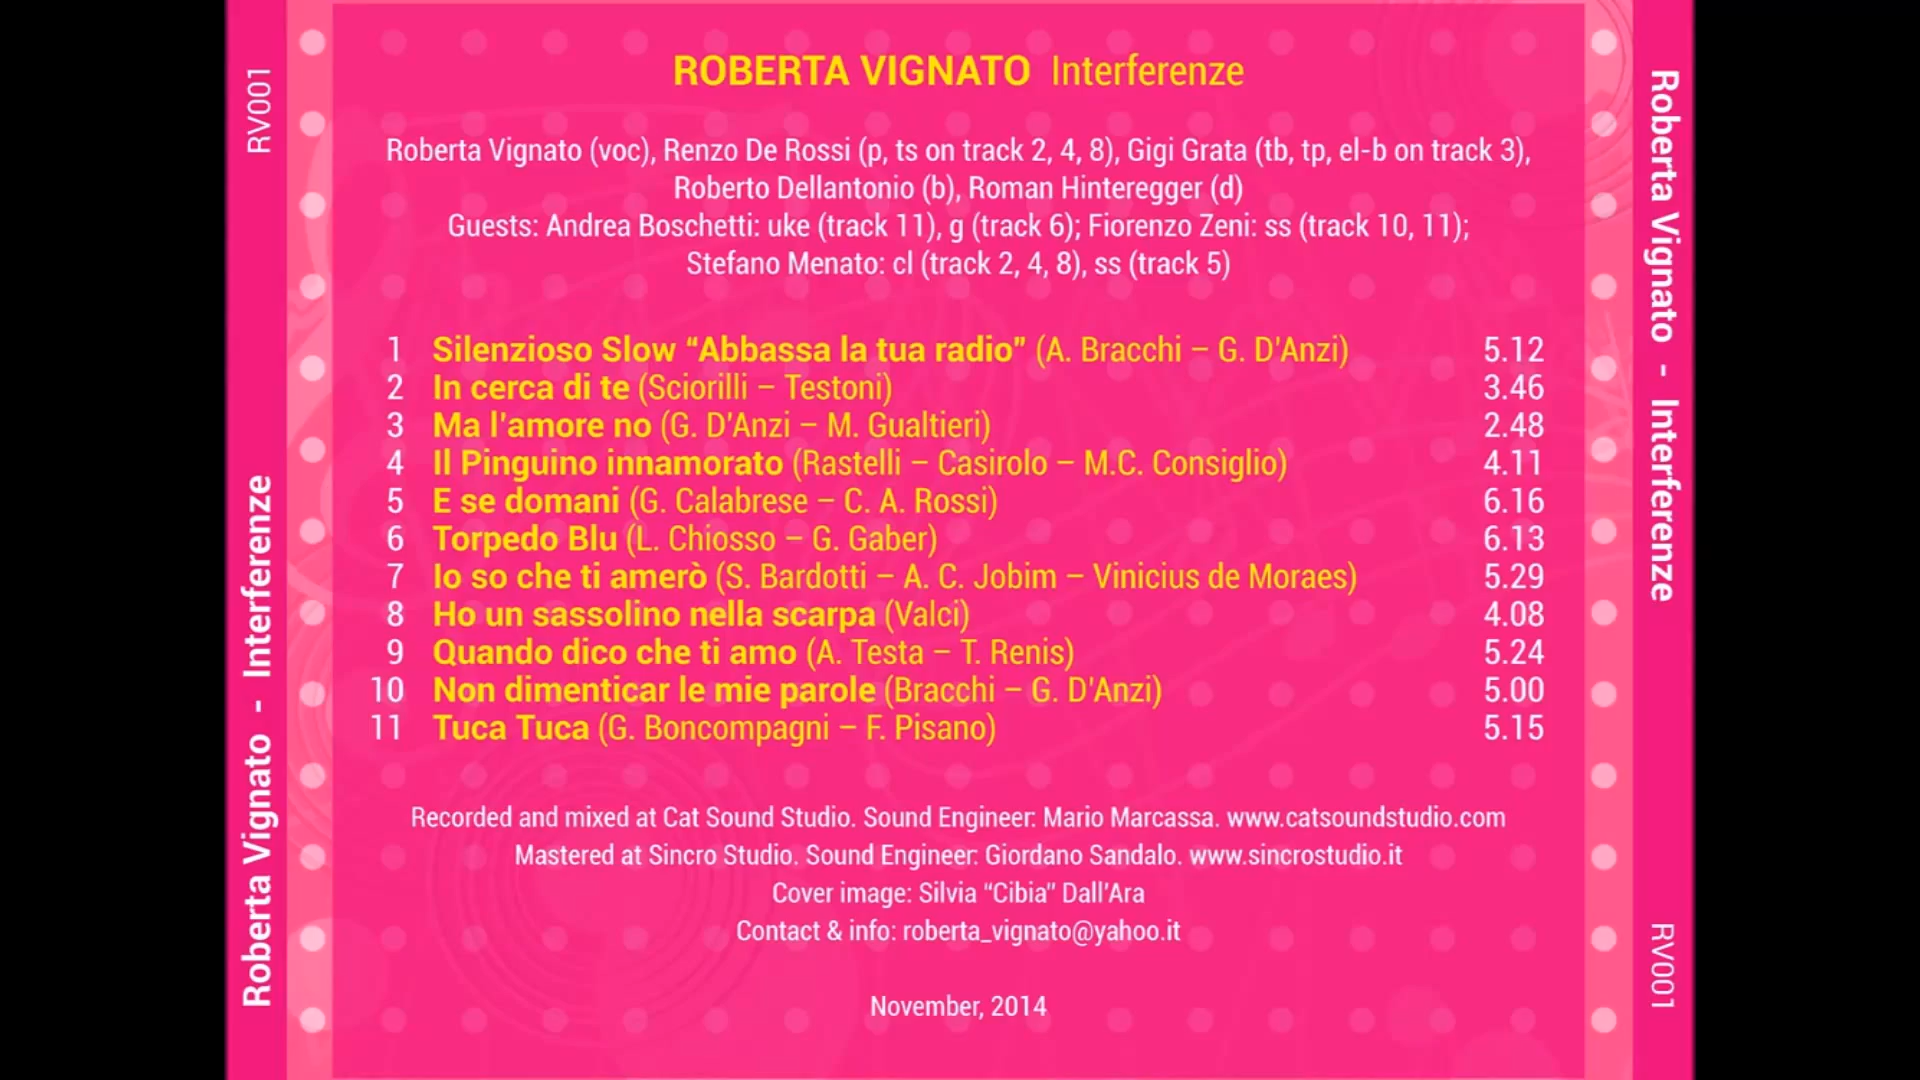 RV001
Roberta Vignato - Interferenze
ROBERTA VIGNATO Interferenze
Roberta Vignato (voc), Renzo De Rossi (p, ts on track 2, 4, 8), Gigi Grata (tb, tp, el-b on track 3),
Roberto Dellantonio (b), Roman Hinteregger (d)
Guests: Andrea Boschetti: uke (track 11), g (track 6); Fiorenzo Zeni: ss (track 10, 11);
Stefano Menato: cl (track 2, 4, 8), ss (track 5)
1 Silenzioso Slow “Abbassa la tua radio” (A. Bracchi – G. D'Anzi) 5.12
2 In cerca di te (Sciorilli – Testoni) 3.46
3 Ma l'amore no (G. D'Anzi – M. Gualtieri) 2.48
4 Il Pinguino innamorato (Rastelli – Casirolo – M.C. Consiglio) 4.11
5 E se domani (G. Calabrese – C. A. Rossi) 6.16
6 Torpedo Blu (L. Chiosso – G. Gaber) 6.13
7 Io so che ti amerò (S. Bardotti – A. C. Jobim – Vinicius de Moraes) 5.29
8 Ho un sassolino nella scarpa (Valci) 4.08
9 Quando dico che ti amo (A. Testa – T. Renis) 5.24
10 Non dimenticar le mie parole (Bracchi – G. D'Anzi) 5.00
11 Tuca Tuca (G. Boncompagni – F. Pisano) 5.15
Recorded and mixed at Cat Sound Studio. Sound Engineer: Mario Marcassa. www.catsoundstudio.com
Mastered at Sincro Studio. Sound Engineer: Giordano Sandalo. www.sincrostudio.it
Cover image: Silvia “Cibia” Dall'Ara
Contact & info: roberta_vignato@yahoo.it
November, 2014
Roberta Vignato - Interferenze
RV001